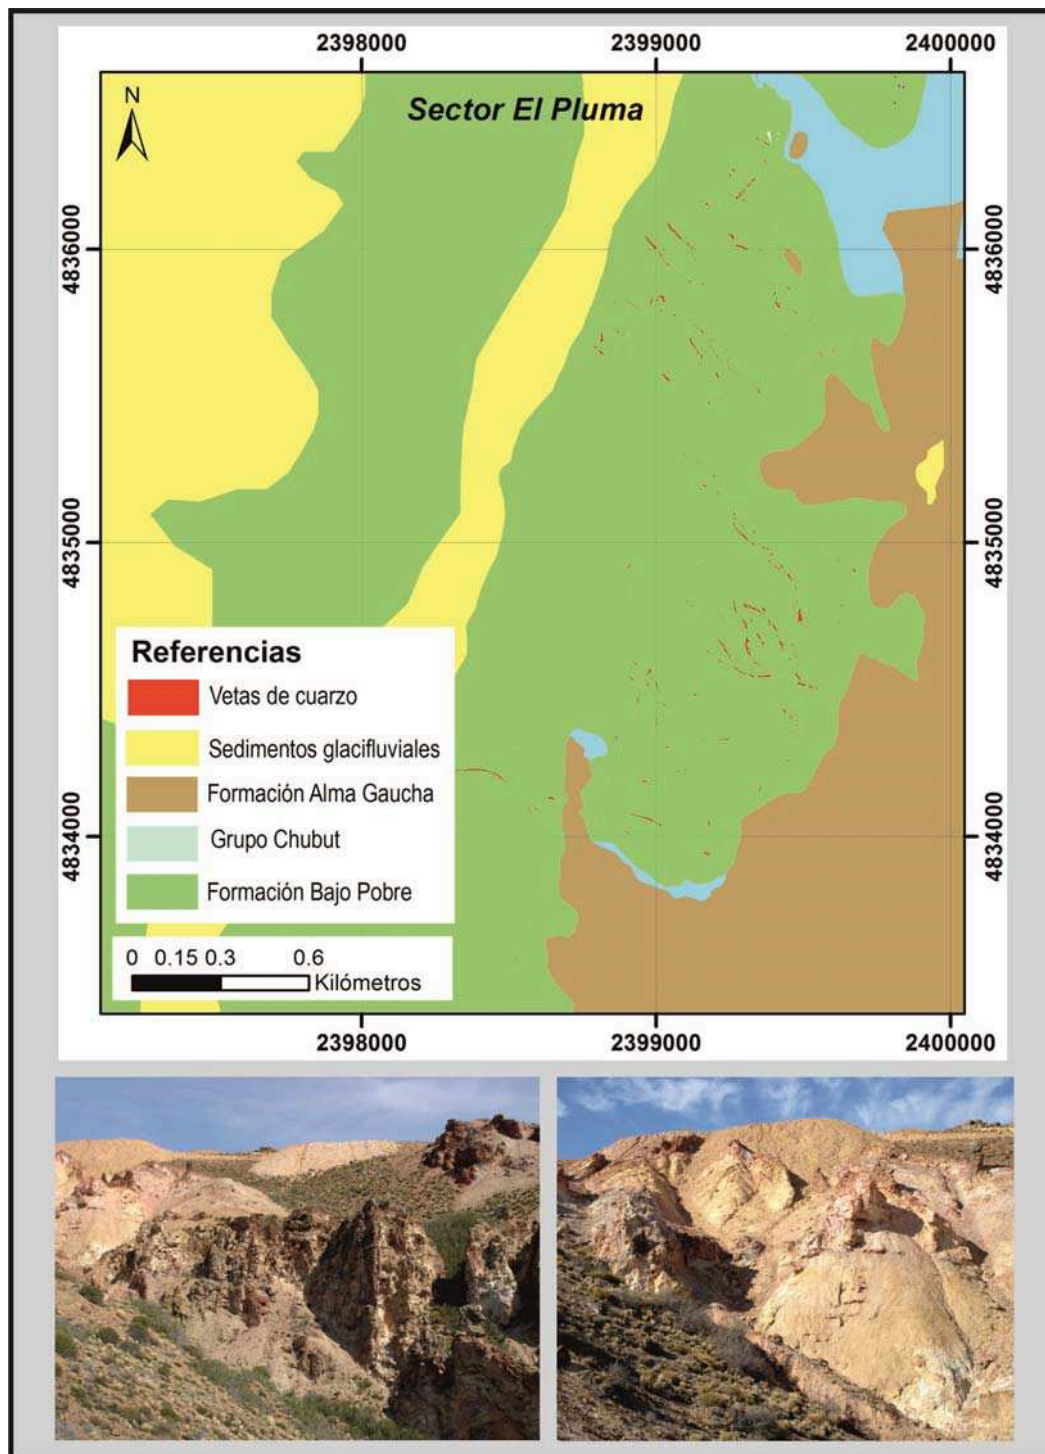 2398000 2399000 2400000
N
Sector El Pluma
4836000 4836000
4835000 4835000
Referencias
Vetas de cuarzo
Sedimentos glacifluviales
Formación Alma Gaucha
Grupo Chubut
Formación Bajo Pobre
4834000 4834000
0 0.15 0.3 0.6
Kilómetros
2398000 2399000 2400000